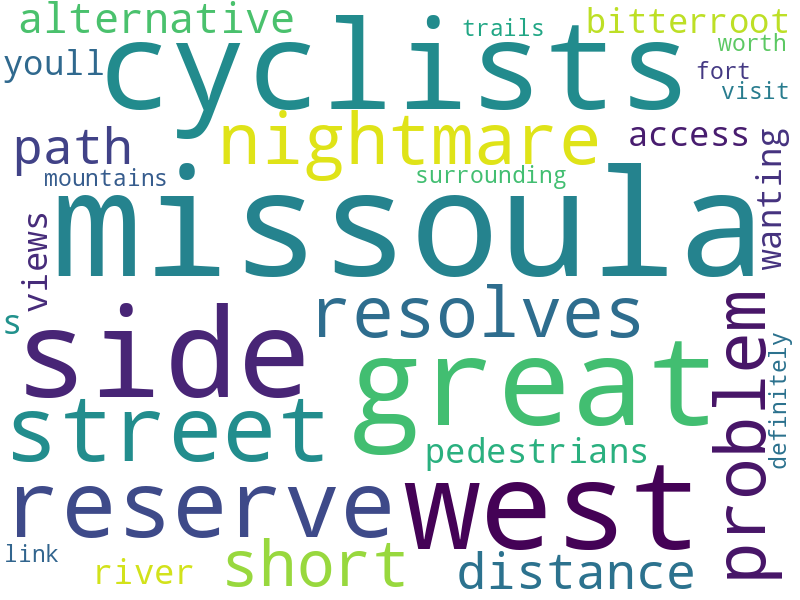 alternative
trails
bitterroot
cyclists
worth
youll
fort
visit
nightmare
path
access
mountains
surrounding
wanting
missoula
views
s
resolves
side
problem
great
definitely
street
pedestrians
reserve
west
link
short
river
distance